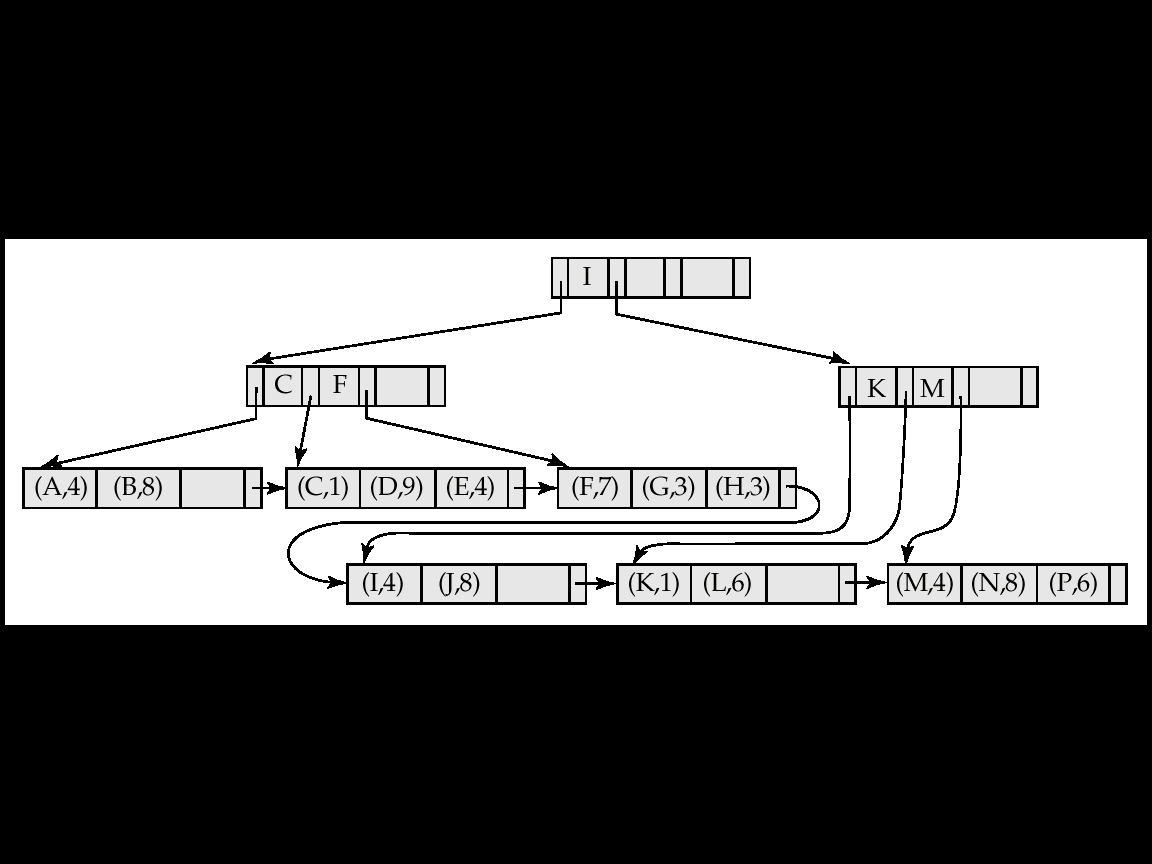 I
C F K M
(A,4) (B,8) (C,1) (D,9) (E,4) (F,7) (G,3) (H,3)
(I,4) (J,8) (K,1) (L,6) (M,4) (N,8) (P,6)